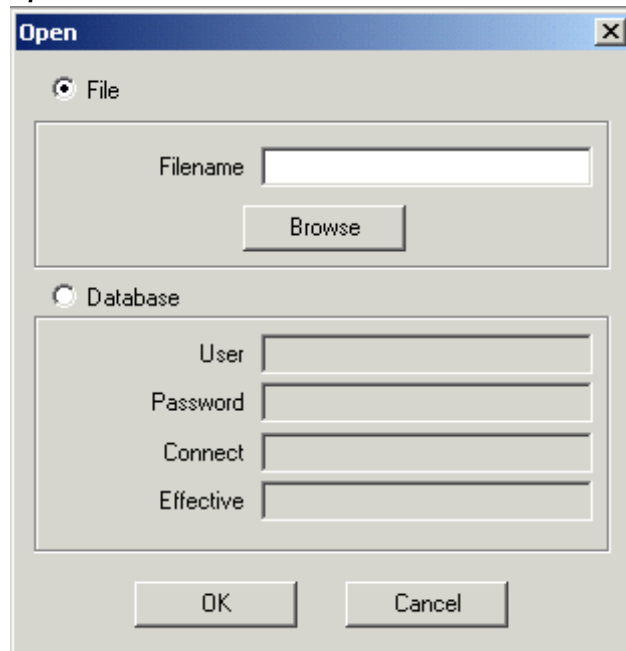 Open
File
Filename
Browse
Database
User
Password
Connect
Effective
OK Cancel